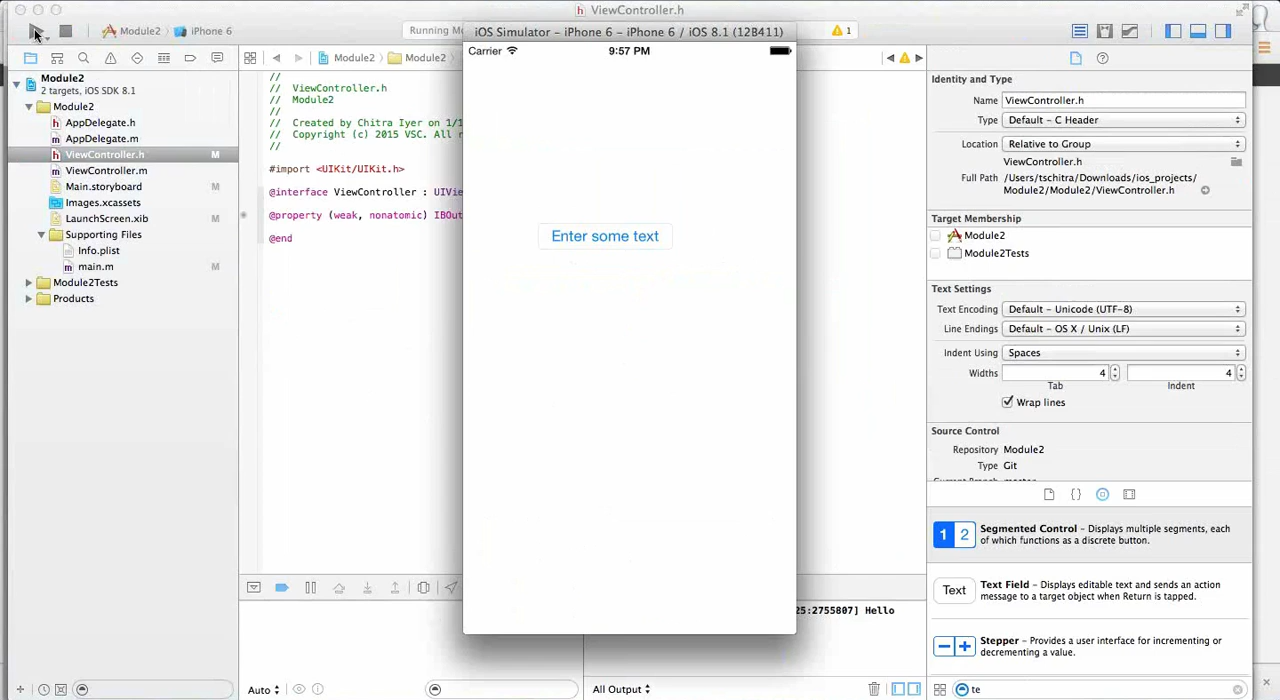 ViewController.h
Module2 › iPhone 6
Running Mo
1
iOS Simulator – iPhone 6 – iPhone 6 / iOS 8.1 (12B411)
Carrier
9:57 PM
Enter some text
Module2
2 targets, iOS SDK 8.1
Module2
AppDelegate.h
AppDelegate.m
ViewController.h M
ViewController.m
Main.storyboard M
Images.xcassets
LaunchScreen.xib M
Supporting Files
Info.plist
main.m M
Module2Tests
Products
Module2 › Module2
//
// ViewController.h
// Module2
//
// Created by Chitra Iyer on 1/1
// Copyright (c) 2015 VSC. All r
//
#import <UIKit/UIKit.h>
@interface ViewController : UIVie
@property (weak, nonatomic) IBOut
@end
25:2755807] Hello
Auto
All Output
Identity and Type
Name ViewController.h
Type Default – C Header
Location Relative to Group
ViewController.h
Full Path /Users/tschitra/Downloads/ios_projects/
Module2/Module2/ViewController.h
Target Membership
Module2
Module2Tests
Text Settings
Text Encoding Default – Unicode (UTF-8)
Line Endings Default – OS X / Unix (LF)
Indent Using Spaces
Widths 4 4
Tab Indent
Wrap lines
Source Control
Repository Module2
Type Git
{}
1 2
Segmented Control – Displays multiple segments, each
of which functions as a discrete button.
Text
Text Field – Displays editable text and sends an action
message to a target object when Return is tapped.
Stepper – Provides a user interface for incrementing or
decrementing a value.
te